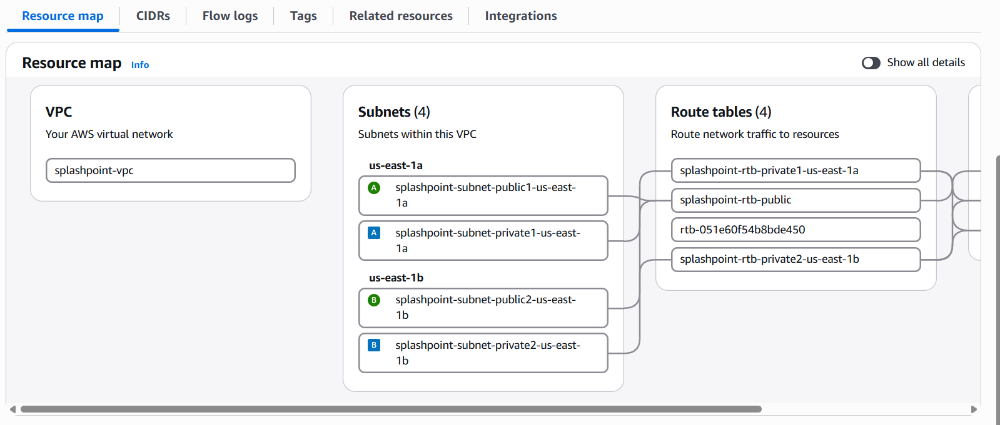 Resource map
CIDRs
Flow logs
Tags
Related resources
Integrations
Resource map Info
Show all details
VPC
Your AWS virtual network
splashpoint-vpc
Subnets (4)
Subnets within this VPC
us-east-1a
A splashpoint-subnet-public1-us-east-
1a
A splashpoint-subnet-private1-us-east-
1a
us-east-1b
B splashpoint-subnet-public2-us-east-
1b
B splashpoint-subnet-private2-us-east-
1b
Route tables (4)
Route network traffic to resources
splashpoint-rtb-private1-us-east-1a
splashpoint-rtb-public
rtb-051e60f54b8bde450
splashpoint-rtb-private2-us-east-1b